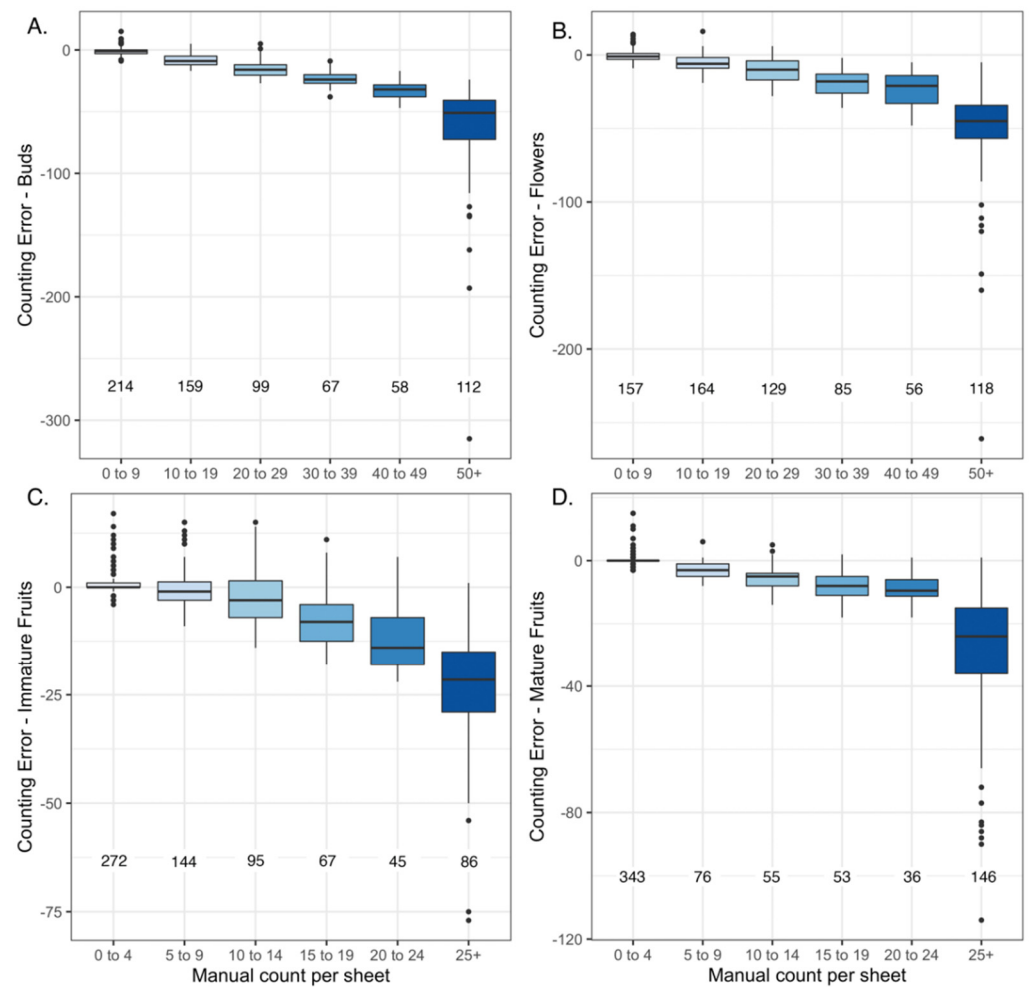 A.
Counting Error - Buds
0
-100
-200
-300
214 159 99 67 58 112
0 to 9 10 to 19 20 to 29 30 to 39 40 to 49 50+
B.
Counting Error - Flowers
0
-100
-200
157 164 129 85 56 118
0 to 9 10 to 19 20 to 29 30 to 39 40 to 49 50+
C.
Counting Error - Immature Fruits
0
-25
-50
-75
272 144 95 67 45 86
0 to 4 5 to 9 10 to 14 15 to 19 20 to 24 25+
Manual count per sheet
D.
Counting Error - Mature Fruits
0
-40
-80
-120
343 76 55 53 36 146
0 to 4 5 to 9 10 to 14 15 to 19 20 to 24 25+
Manual count per sheet